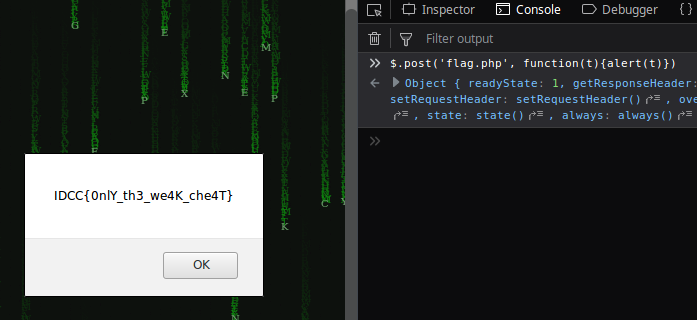 Inspector
Console
Debugger
Filter output
$.post('flag.php', function(t){alert(t)})
Object { readyState: 1, getResponseHeader:
setRequestHeader: setRequestHeader() , ove
, state: state() , always: always()
IDCC{0nlY_th3_we4K_che4T}
OK
G
E
M
N
P
X
E
P
E
C
K